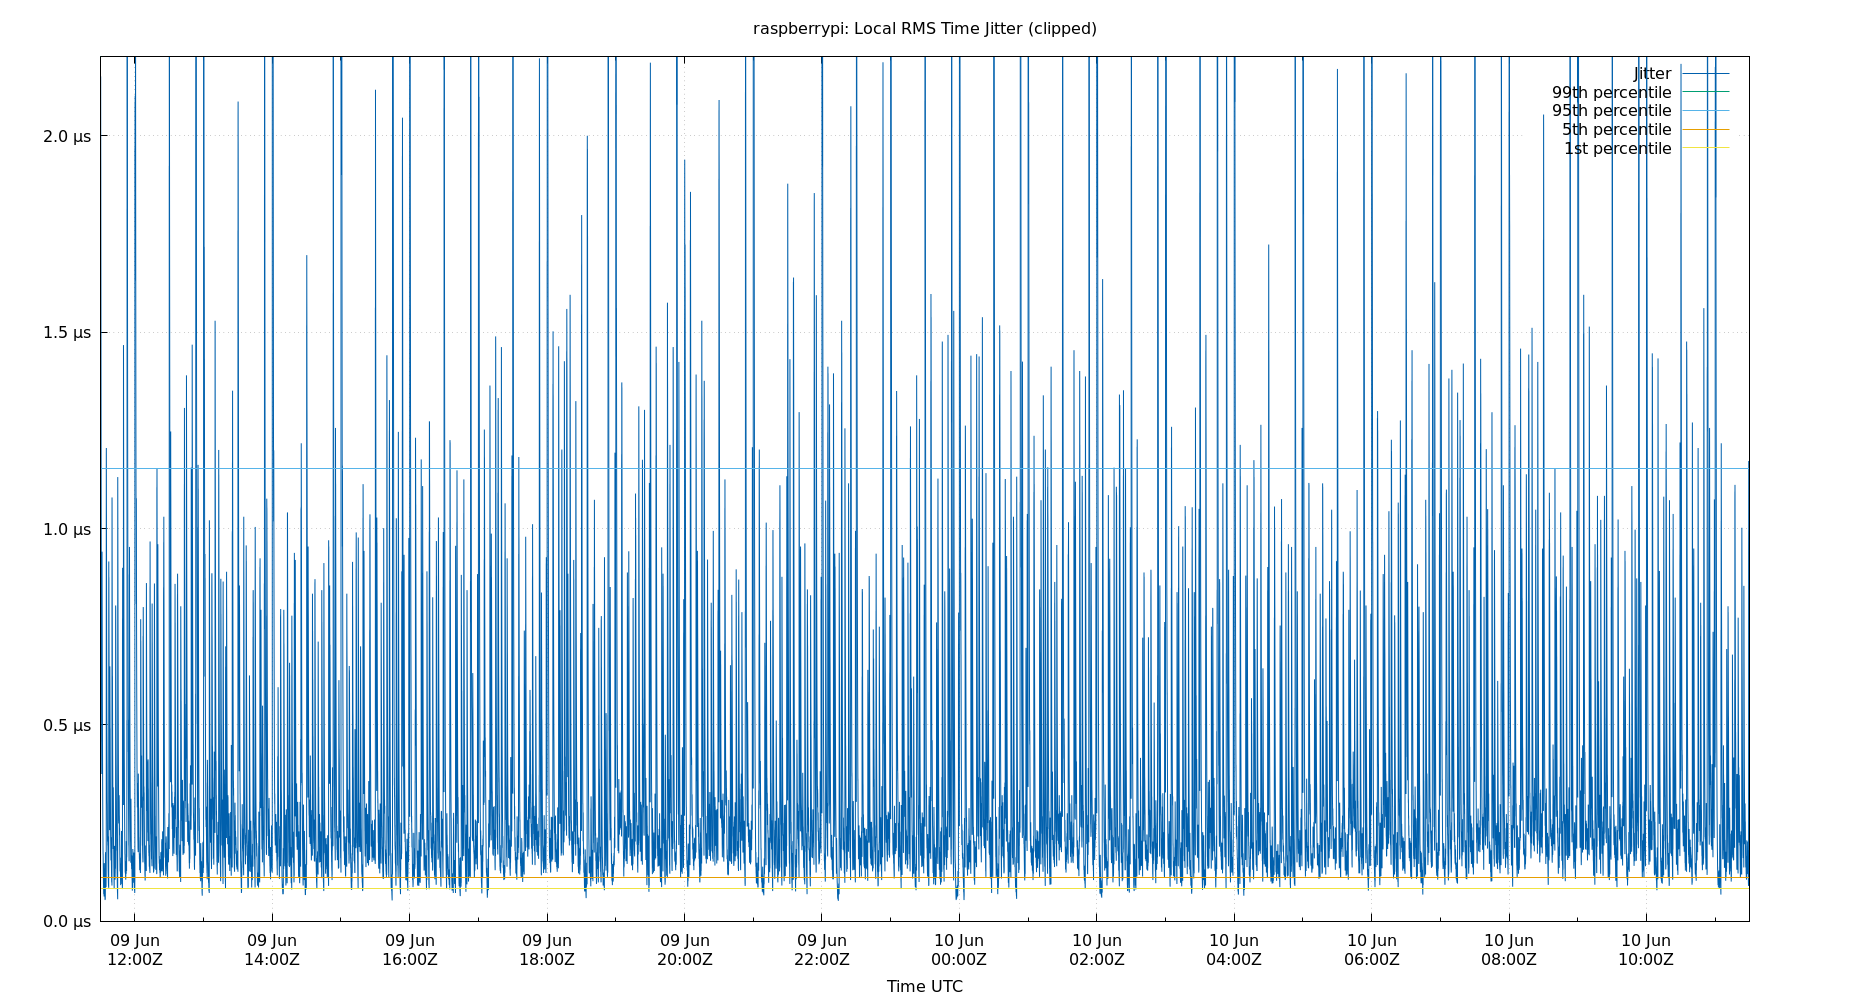 raspberrypi: Local RMS Time Jitter (clipped)
Jitter
99th percentile
95th percentile
5th percentile
1st percentile
2.0 µs
1.5 µs
1.0 µs
0.5 µs
0.0 µs
09 Jun 09 Jun 09 Jun 09 Jun 09 Jun 09 Jun 10 Jun 10 Jun 10 Jun 10 Jun 10 Jun 10 Jun
12:00Z 14:00Z 16:00Z 18:00Z 20:00Z 22:00Z 00:00Z 02:00Z 04:00Z 06:00Z 08:00Z 10:00Z
Time UTC